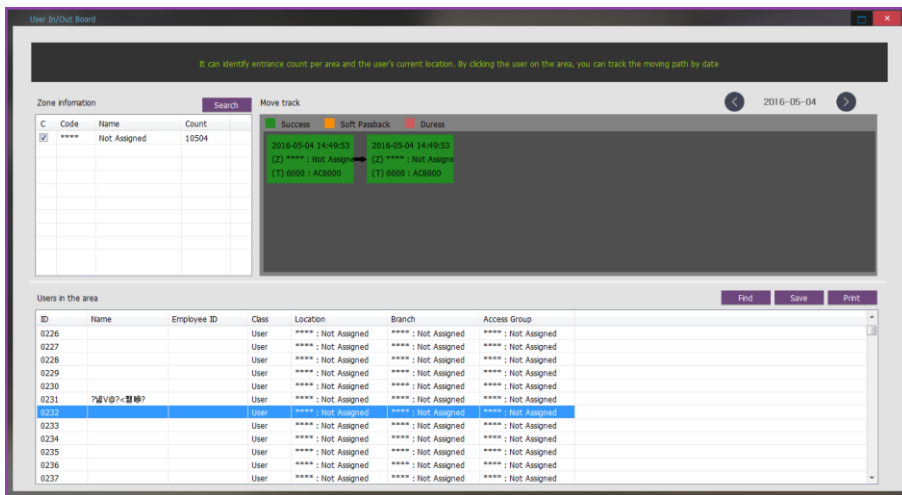 User In/Out Board
It can identify entrance count per area and the user's current location. By clicking the user on the area, you can track the moving path by date
Zone infomation
Search
Move track
2016-05-04
C Code Name Count
**** Not Assigned 10504
Success Soft Passback Duress
2016-05-04 14:49:53 2016-05-04 14:49:53
(Z) **** : Not Assigne (Z) **** : Not Assigne
(T) 6000 : AC6000 (T) 6000 : AC6000
Users in the area
Find Save Print
ID Name Employee ID Class Location Branch Access Group
0226 User **** : Not Assigned **** : Not Assigned **** : Not Assigned
0227 User **** : Not Assigned **** : Not Assigned **** : Not Assigned
0228 User **** : Not Assigned **** : Not Assigned **** : Not Assigned
0229 User **** : Not Assigned **** : Not Assigned **** : Not Assigned
0230 User **** : Not Assigned **** : Not Assigned **** : Not Assigned
0231 User **** : Not Assigned **** : Not Assigned **** : Not Assigned
0232 User **** : Not Assigned **** : Not Assigned **** : Not Assigned
0233 User **** : Not Assigned **** : Not Assigned **** : Not Assigned
0234 User **** : Not Assigned **** : Not Assigned **** : Not Assigned
0235 User **** : Not Assigned **** : Not Assigned **** : Not Assigned
0236 User **** : Not Assigned **** : Not Assigned **** : Not Assigned
0237 User **** : Not Assigned **** : Not Assigned **** : Not Assigned